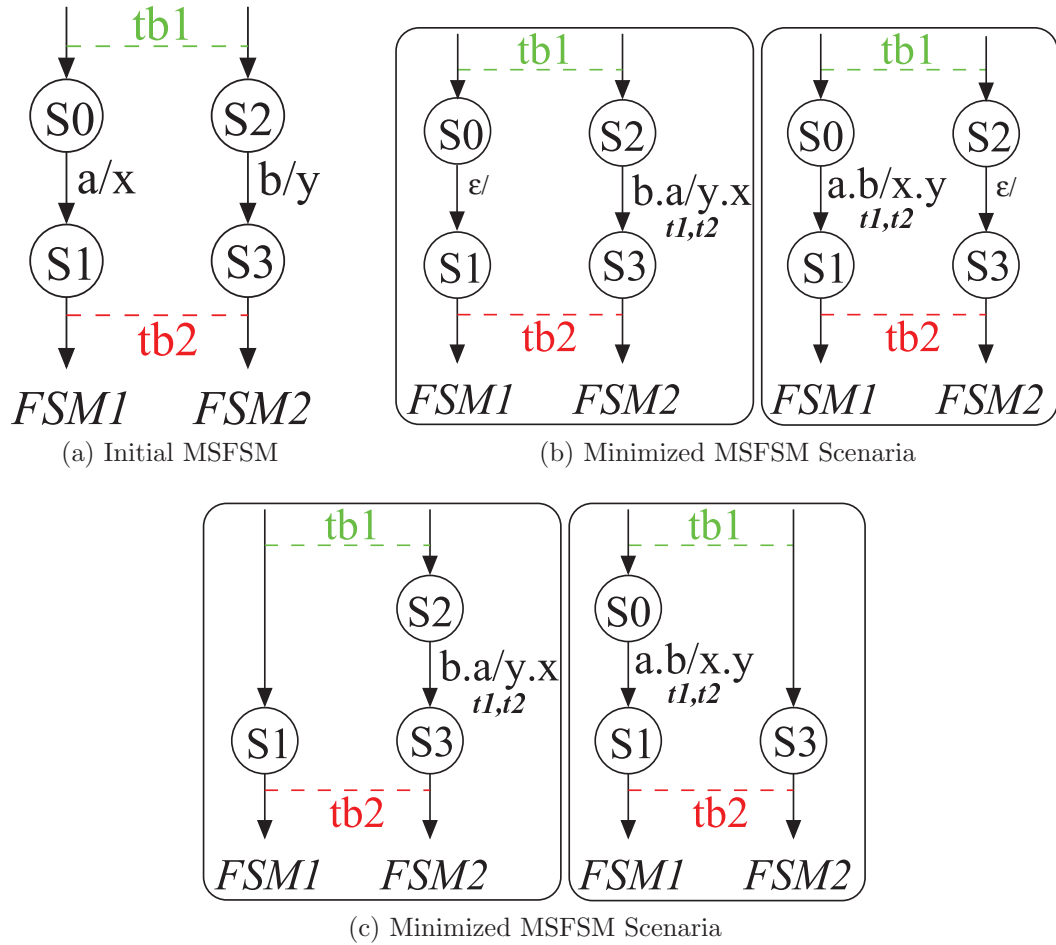 tb1
S0 S2
a/x b/y
S1 S3
tb2
FSM1 FSM2
(a) Initial MSFSM
tb1
S0 S2
ε/ b.a/y.x
t1,t2
S1 S3
tb2
FSM1 FSM2
tb1
S0 S2
a.b/x.y ε/
t1,t2
S1 S3
tb2
FSM1 FSM2
(b) Minimized MSFSM Scenaria
tb1
S2
b.a/y.x
t1,t2
S1 S3
tb2
FSM1 FSM2
tb1
S0
a.b/x.y
t1,t2
S1 S3
tb2
FSM1 FSM2
(c) Minimized MSFSM Scenaria